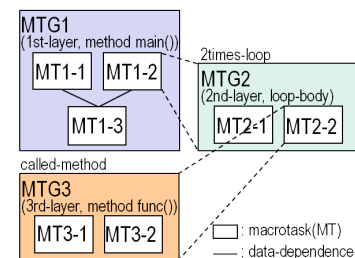 MTG1
(1st-layer, method main())
MT1-1
MT1-2
MT1-3
2times-loop
MTG2
(2nd-layer, loop-body)
MT2-1
MT2-2
called-method
MTG3
(3rd-layer, method func())
MT3-1
MT3-2
: macrotask(MT)
: data-dependence